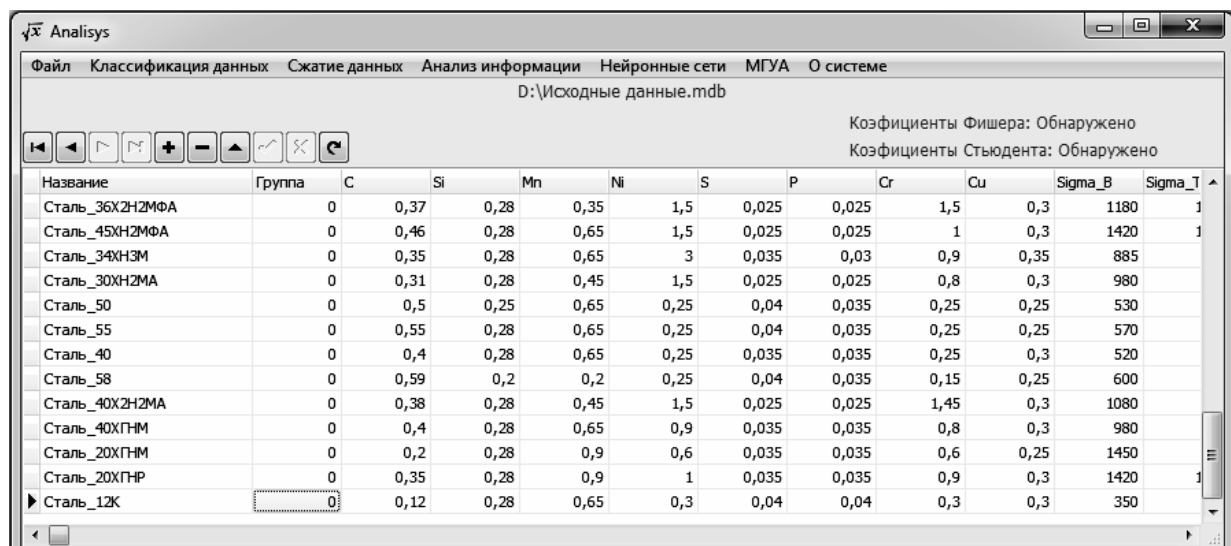 √x Analisys
Файл Классификация данных Сжатие данных Анализ информации Нейронные сети МГУА О системе
D:\Исходные данные.mdb
Коэфициенты Фишера: Обнаружено
Коэфициенты Стьюдента: Обнаружено
Название Группа C Si Mn Ni S P Cr Cu Sigma_B Sigma_T
Сталь_36Х2Н2МФА 0 0,37 0,28 0,35 1,5 0,025 0,025 1,5 0,3 1180 1
Сталь_45ХН2МФА 0 0,46 0,28 0,65 1,5 0,025 0,025 1 0,3 1420 1
Сталь_34ХН3М 0 0,35 0,28 0,65 3 0,035 0,03 0,9 0,35 885
Сталь_30ХН2МА 0 0,31 0,28 0,45 1,5 0,025 0,025 0,8 0,3 980
Сталь_50 0 0,5 0,25 0,65 0,25 0,04 0,035 0,25 0,25 530
Сталь_55 0 0,55 0,28 0,65 0,25 0,04 0,035 0,25 0,25 570
Сталь_40 0 0,4 0,28 0,65 0,25 0,035 0,035 0,25 0,3 520
Сталь_58 0 0,59 0,2 0,2 0,25 0,04 0,035 0,15 0,25 600
Сталь_40Х2Н2МА 0 0,38 0,28 0,45 1,5 0,025 0,025 1,45 0,3 1080
Сталь_40ХГНМ 0 0,4 0,28 0,65 0,9 0,035 0,035 0,8 0,3 980
Сталь_20ХГНМ 0 0,2 0,28 0,9 0,6 0,035 0,035 0,6 0,25 1450
Сталь_20ХГНР 0 0,35 0,28 0,9 1 0,035 0,035 0,9 0,3 1420 1
Сталь_12К 0 0,12 0,28 0,65 0,3 0,04 0,04 0,3 0,3 350